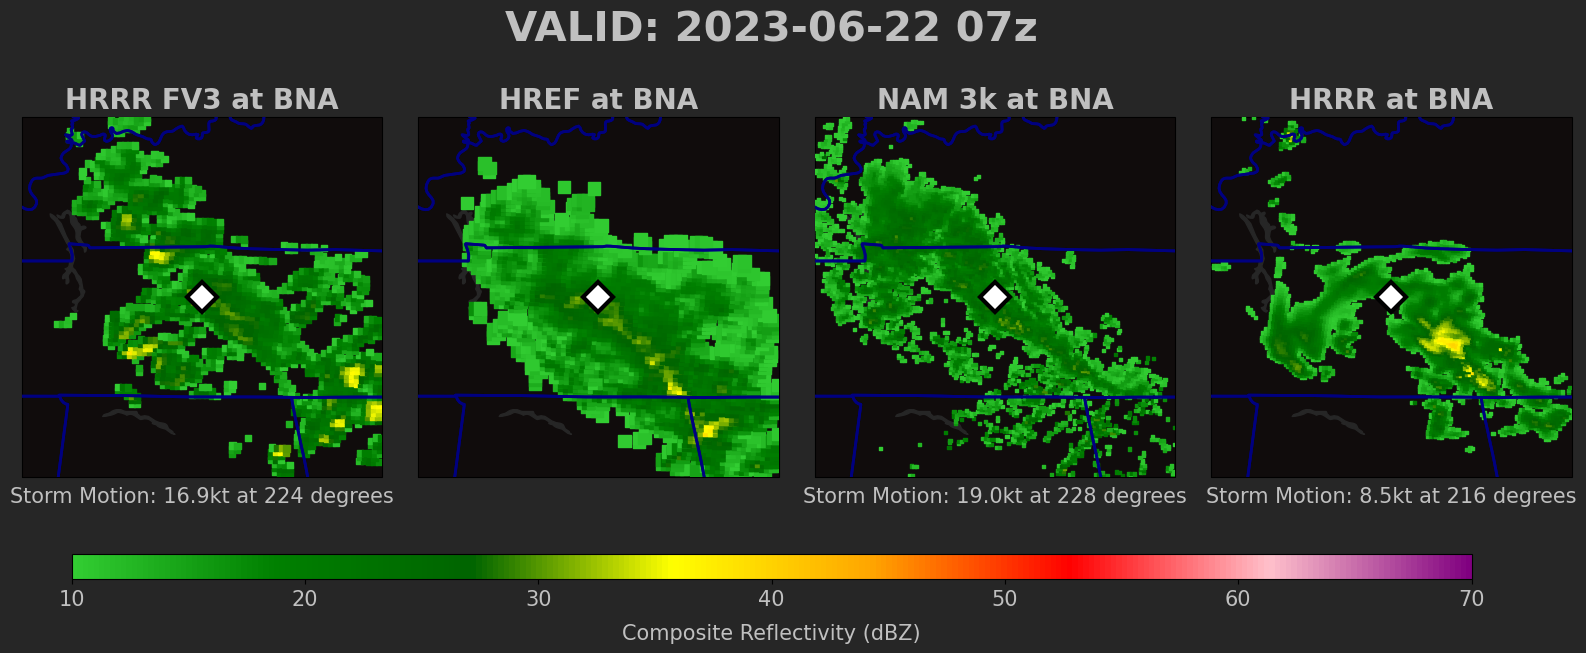 VALID: 2023-06-22 07z
HRRR FV3 at BNA
HREF at BNA
NAM 3k at BNA
HRRR at BNA
Storm Motion: 16.9kt at 224 degrees
Storm Motion: 19.0kt at 228 degrees
Storm Motion: 8.5kt at 216 degrees
10 20 30 40 50 60 70
Composite Reflectivity (dBZ)